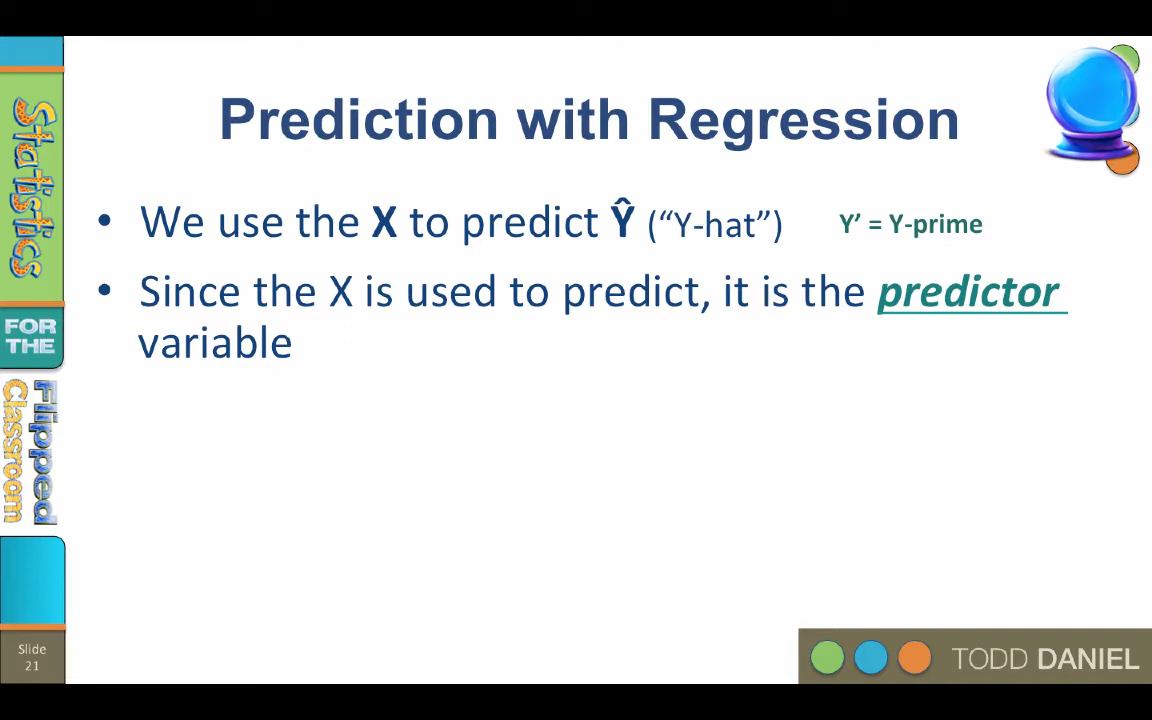 Prediction with Regression
• We use the X to predict Ŷ (“Y-hat”) Y’ = Y-prime
• Since the X is used to predict, it is the predictor
variable
Statistics
FOR
THE
Flipped
Classroom
Slide
21
TODD DANIEL